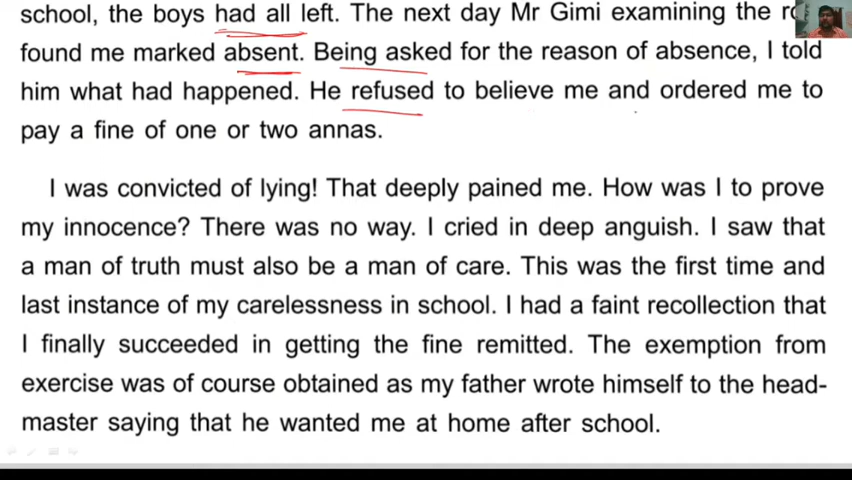 school, the boys had all left. The next day Mr Gimi examining the
found me marked absent. Being asked for the reason of absence, I told
him what had happened. He refused to believe me and ordered me to
pay a fine of one or two annas.
I was convicted of lying! That deeply pained me. How was I to prove
my innocence? There was no way. I cried in deep anguish. I saw that
a man of truth must also be a man of care. This was the first time and
last instance of my carelessness in school. I had a faint recollection that
I finally succeeded in getting the fine remitted. The exemption from
exercise was of course obtained as my father wrote himself to the head-
master saying that he wanted me at home after school.